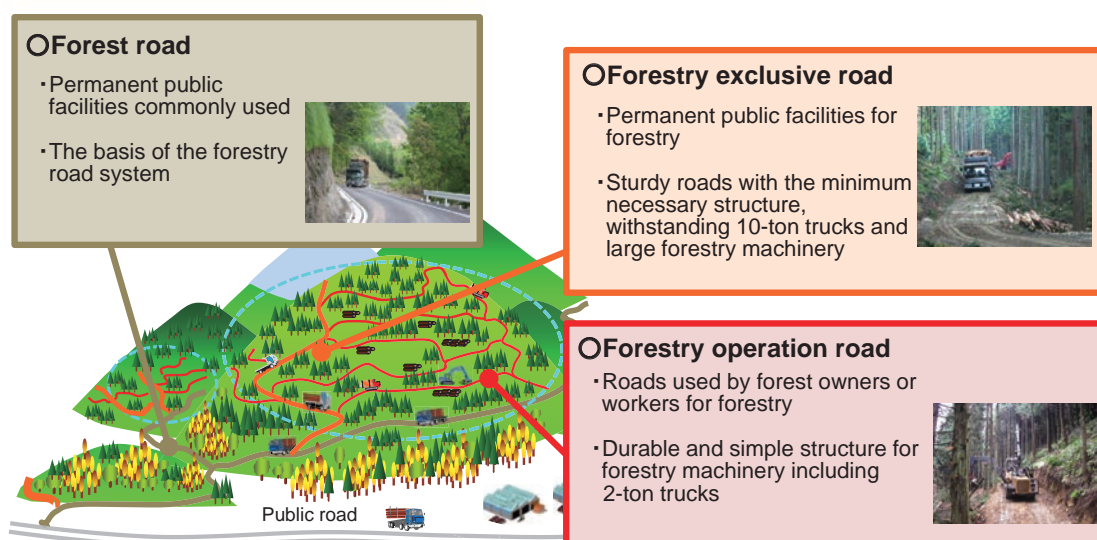 ○Forest road
・Permanent public
facilities commonly used
・The basis of the forestry
road system
○Forestry exclusive road
・Permanent public facilities for
forestry
・Sturdy roads with the minimum
necessary structure,
withstanding 10-ton trucks and
large forestry machinery
○Forestry operation road
・Roads used by forest owners or
workers for forestry
・Durable and simple structure for
forestry machinery including
2-ton trucks
Public road